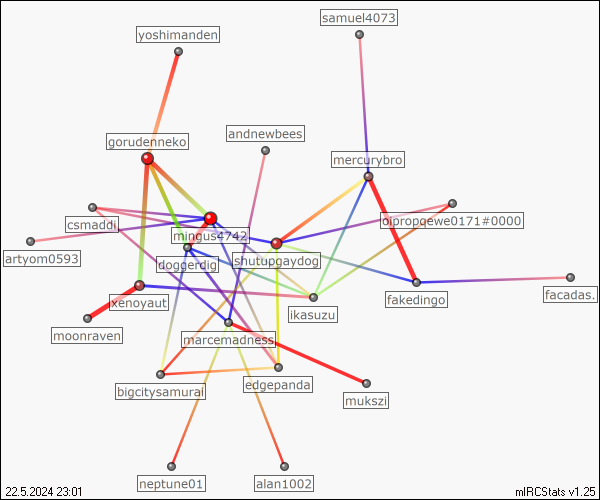 samuel4073
yoshimanden
andnewbees
gorudenneko
mercurybro
csmaddi
oipropgewe0171#0000
mingus4742
artyom0593
doggerdig
shutupgaydog
xenoyaut
ikasuzu
fakedingo
facadas.
moonraven
marcemadness
bigcitysamurai
edgepanda
mukszi
neptune01
alan1002
22.5.2024 23:01
mIRCStats v1.25